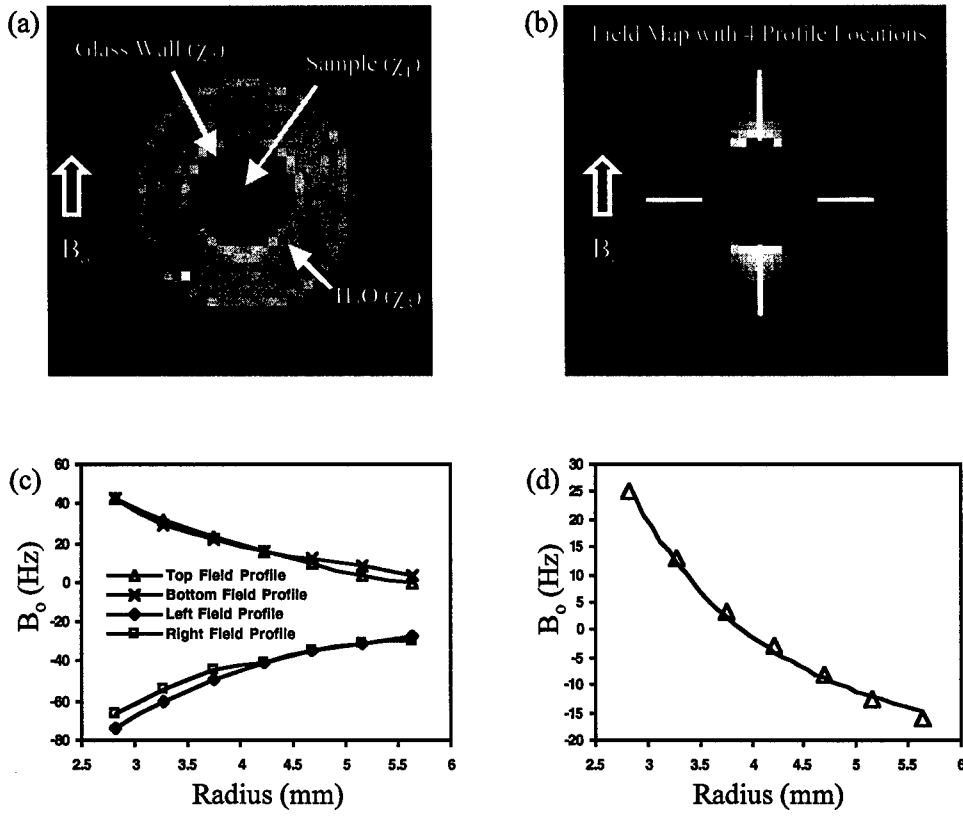 (a)
Glass Wall (χ
Sample (χ
B
O (χ
(b)
Field Map with 4 Profile Locations
B
(c)
60
40
20
0
-20
-40
-60
-80
B₀ (Hz)
Top Field Profile
Bottom Field Profile
Left Field Profile
Right Field Profile
2.5 3 3.5 4 4.5 5 5.5 6
Radius (mm)
(d)
30
25
20
15
10
5
0
-5
-10
-15
-20
B₀ (Hz)
2.5 3 3.5 4 4.5 5 5.5 6
Radius (mm)